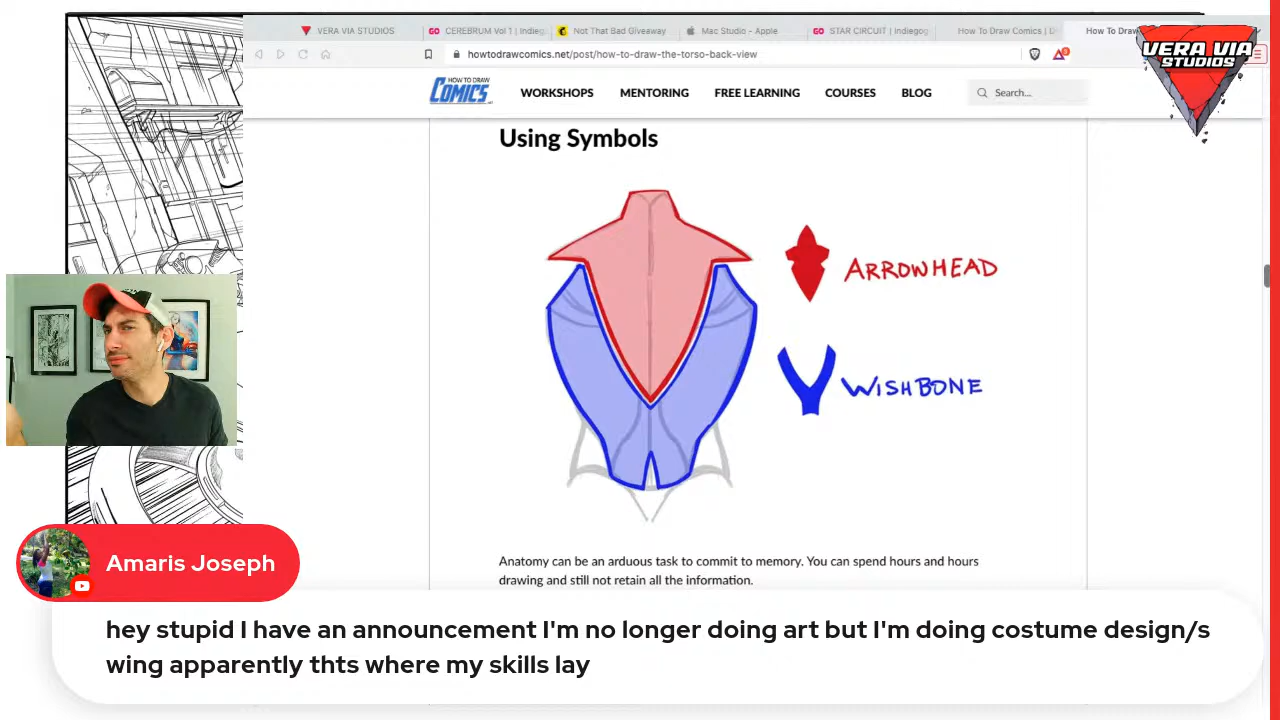 VERA VIA STUDIOS
CEREBRUM Vol 1 | Indieg
Not That Bad Giveaway
Mac Studio - Apple
STAR CIRCUIT | Indiegog
How To Draw Comics | D
How To Draw
howtodrawcomics.net/post/how-to-draw-the-torso-back-view
VERA VIA
STUDIOS
HOW TO DRAW
COMICS
WORKSHOPS
MENTORING
FREE LEARNING
COURSES
BLOG
Search...
Using Symbols
ARROWHEAD
WISHBONE
Anatomy can be an arduous task to commit to memory. You can spend hours and hours
drawing and still not retain all the information.
Amaris Joseph
hey stupid I have an announcement I'm no longer doing art but I'm doing costume design/s
wing apparently thts where my skills lay